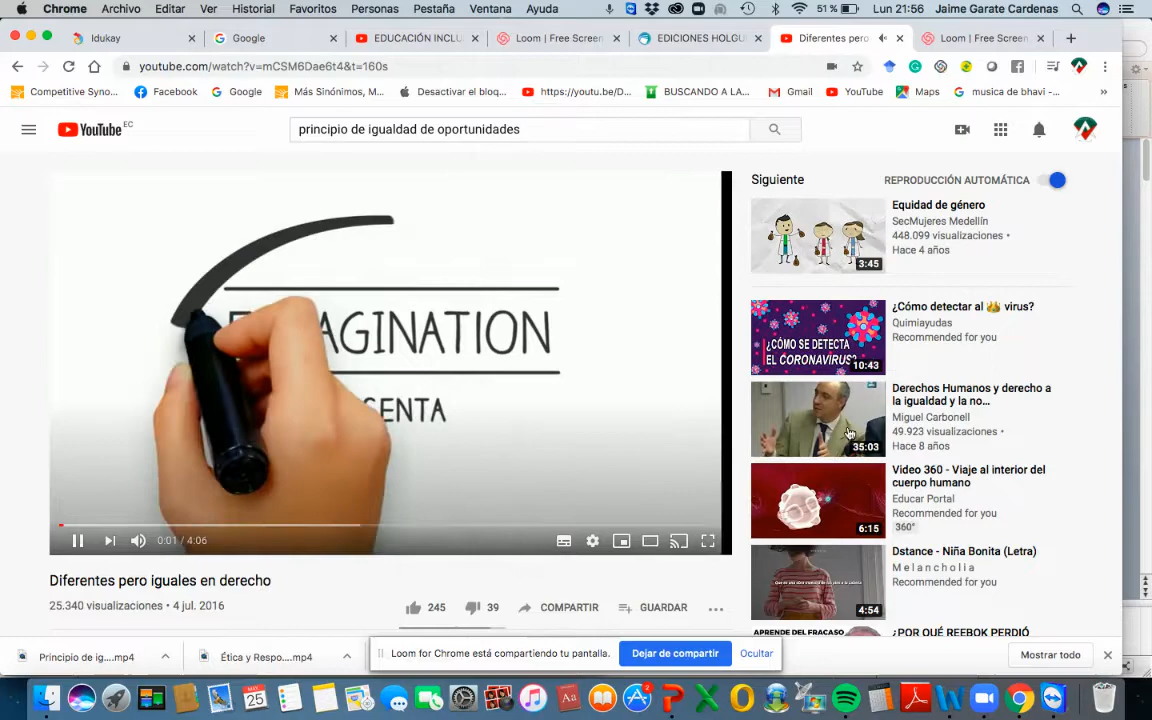 Chrome Archivo Editar Ver Historial Favoritos Personas Pestaña Ventana Ayuda 51 % Lun 21:56 Jaime Garate Cardenas
Idukay Google EDUCACIÓN INCLU Loom | Free Screen EDICIONES HOLGU Diferentes pero Loom | Free Screen
youtube.com/watch?v=mCSM6Dae6t4&t=160s
Competitive Syno... Facebook Google Más Sinónimos, M... Desactivar el bloq... https://youtu.be/D... BUSCANDO A LA... Gmail YouTube Maps musica de bhavi -...
YouTube EC principio de igualdad de oportunidades
Siguiente REPRODUCCIÓN AUTOMÁTICA
AGINATION
SENTA
0:01 / 4:06
Equidad de género
SecMujeres Medellín
448.099 visualizaciones •
Hace 4 años
3:45
¿Cómo detectar al 👑 virus?
Quimiayudas
Recommended for you
¿CÓMO SE DETECTA
EL CORONAVIRUS?
10:43
Derechos Humanos y derecho a
la igualdad y la no...
Miguel Carbonell
49.923 visualizaciones •
Hace 8 años
35:03
Video 360 - Viaje al interior del
cuerpo humano
Educar Portal
Recommended for you
360°
6:15
Dstance - Niña Bonita (Letra)
M e l a n c h o l i a
Recommended for you
4:54
APRENDE DEL FRACASO
¿POR QUÉ REEBOK PERDIÓ
Diferentes pero iguales en derecho
25.340 visualizaciones • 4 jul. 2016
245 39 COMPARTIR GUARDAR
Principio de ig....mp4 Ética y Respo....mp4 Loom for Chrome está compartiendo tu pantalla. Dejar de compartir Ocultar Mostrar todo
MAY
25
2